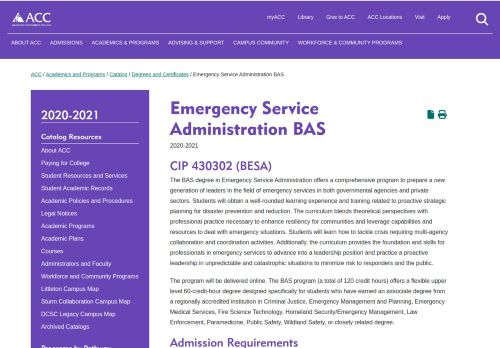 ACC
myACC Library Give to ACC ACC Locations Visit Apply
ABOUT ACC ADMISSIONS ACADEMICS & PROGRAMS ADVISING & SUPPORT CAMPUS COMMUNITY WORKFORCE & COMMUNITY PROGRAMS
ACC / Academics and Programs / Catalog / Degrees and Certificates / Emergency Service Administration BAS
2020-2021
Catalog Resources
About ACC
Paying for College
Student Resources and Services
Student Academic Records
Academic Policies and Procedures
Legal Notices
Academic Programs
Academic Plans
Courses
Administrators and Faculty
Workforce and Community Programs
Littleton Campus Map
Sturm Collaboration Campus Map
DCSC Legacy Campus Map
Archived Catalogs
Programs by Pathway
Emergency Service
Administration BAS
2020-2021
CIP 430302 (BESA)
The BAS degree in Emergency Service Administration offers a comprehensive program to prepare a new
generation of leaders in the field of emergency services in both governmental agencies and private
sectors. Students will obtain a well-rounded learning experience and training related to proactive strategic
planning for disaster prevention and reduction. The curriculum blends theoretical perspectives with
professional practice necessary to enhance resiliency for communities and leverage capabilities and
resources to deal with emergency situations. Students will learn how to tackle crisis requiring multi-agency
collaboration and coordination activities. Additionally, the curriculum provides the foundation and skills for
professionals in emergency services to advance into a leadership position and practice a proactive
leadership in unpredictable and catastrophic situations to minimize risk to responders and the public.
The program will be delivered online. The BAS program (a total of 120 credit hours) offers a flexible upper
level 60-credit-hour degree designed specifically for students who have earned an associate degree from
a regionally accredited institution in Criminal Justice, Emergency Management and Planning, Emergency
Medical Services, Fire Science Technology, Homeland Security/Emergency Management, Law
Enforcement, Paramedicine, Public Safety, Wildland Safety, or closely related degree.
Admission Requirements